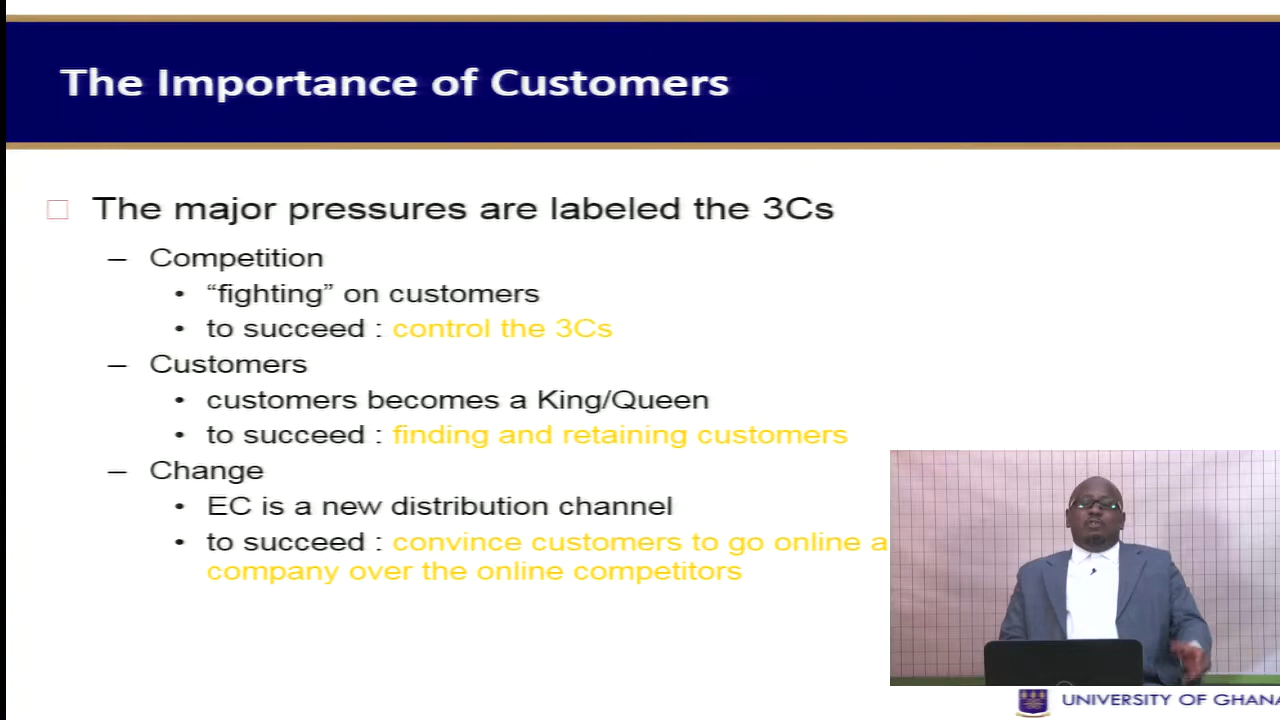 The Importance of Customers
The major pressures are labeled the 3Cs
– Competition
• “fighting” on customers
• to succeed : control the 3Cs
– Customers
• customers becomes a King/Queen
• to succeed : finding and retaining customers
– Change
• EC is a new distribution channel
• to succeed : convince customers to go online
company over the online competitors
UNIVERSITY OF GHANA